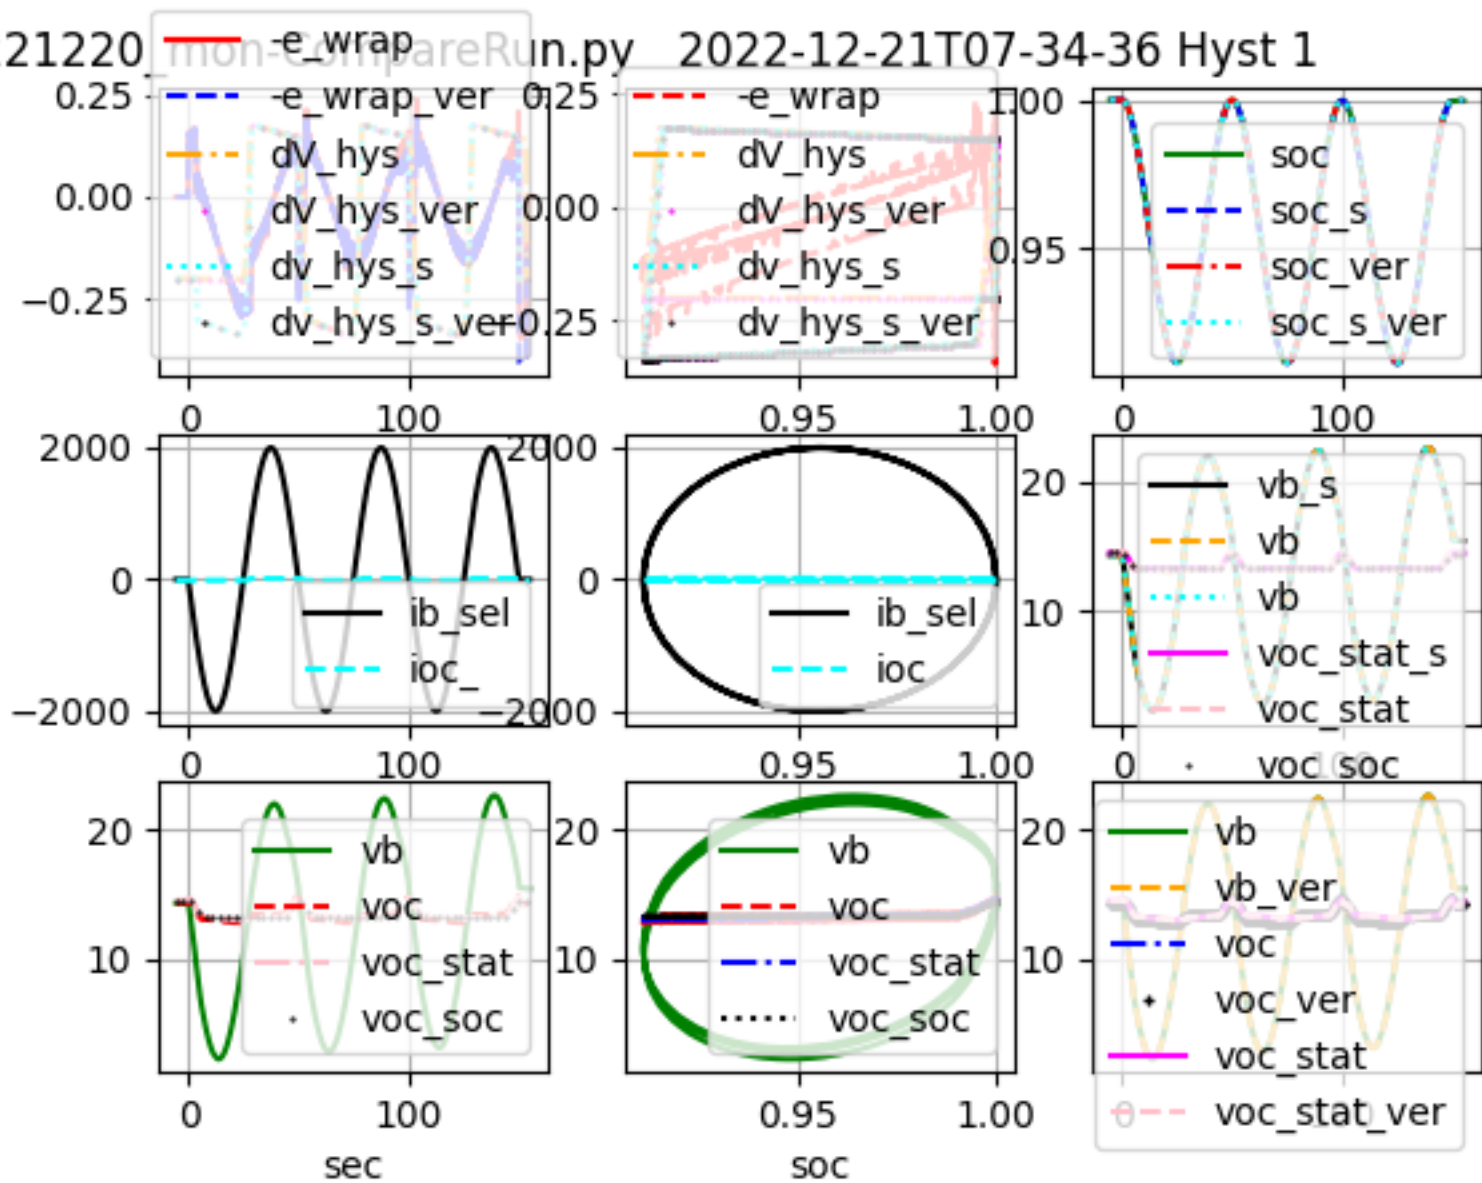 21220_mon-CompareRun.py 2022-12-21T07-34-36 Hyst 1
-e_wrap
-e_wrap_ver
dV_hys
dV_hys_ver
dv_hys_s
dv_hys_s_ver
0.25
0.00
−0.25
0 100
-e_wrap
dV_hys
dV_hys_ver
dv_hys_s
dv_hys_s_ver
0.25
0.00
−0.25
0.95 1.00
soc
soc_s
soc_ver
soc_s_ver
1.00
0.95
0 100
2000
0
−2000
ib_sel
ioc_
0 100
2000
0
−2000
ib_sel
ioc
0.95 1.00
20
10
vb_s
vb
vb
voc_stat_s
voc_stat
voc_soc
0 100
20
10
vb
voc
voc_stat
voc_soc
0 100
sec
20
10
vb
voc
voc_stat
voc_soc
0.95 1.00
soc
20
10
vb
vb_ver
voc
voc_ver
voc_stat
voc_stat_ver
0